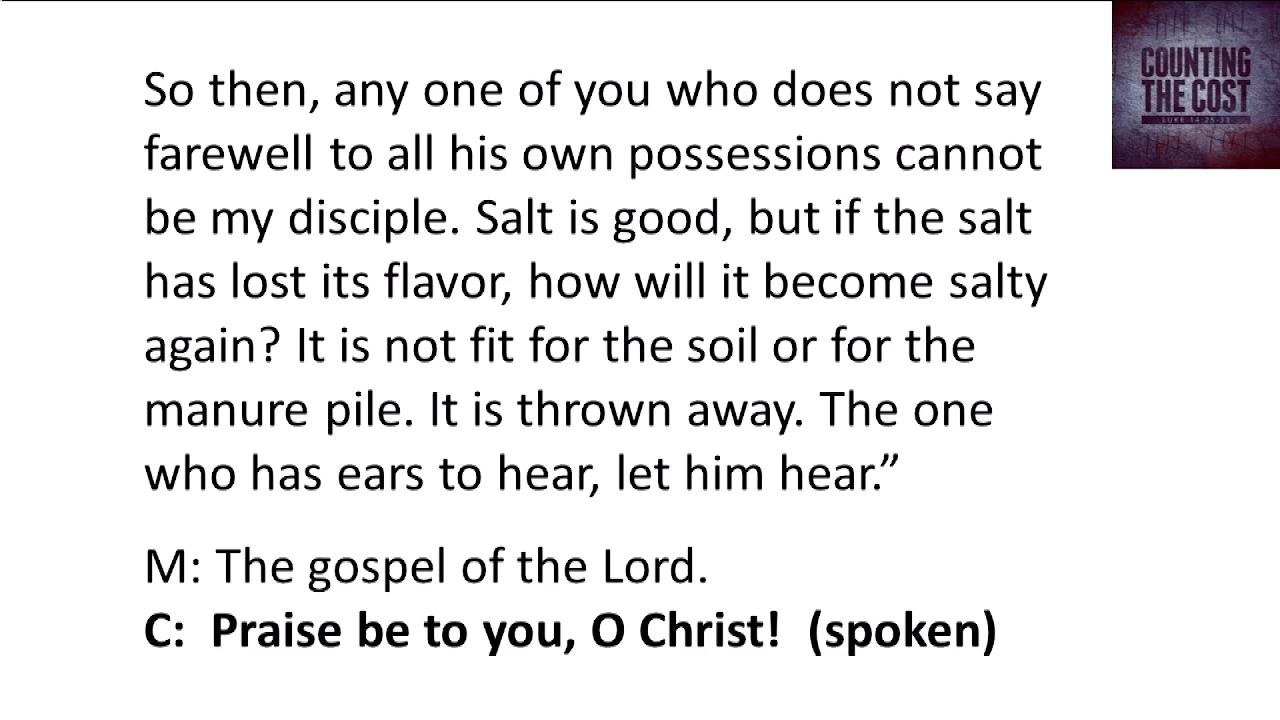 COUNTING
THE COST
LUKE 14:25-33
So then, any one of you who does not say
farewell to all his own possessions cannot
be my disciple. Salt is good, but if the salt
has lost its flavor, how will it become salty
again? It is not fit for the soil or for the
manure pile. It is thrown away. The one
who has ears to hear, let him hear.”
M: The gospel of the Lord.
C:  Praise be to you, O Christ!  (spoken)